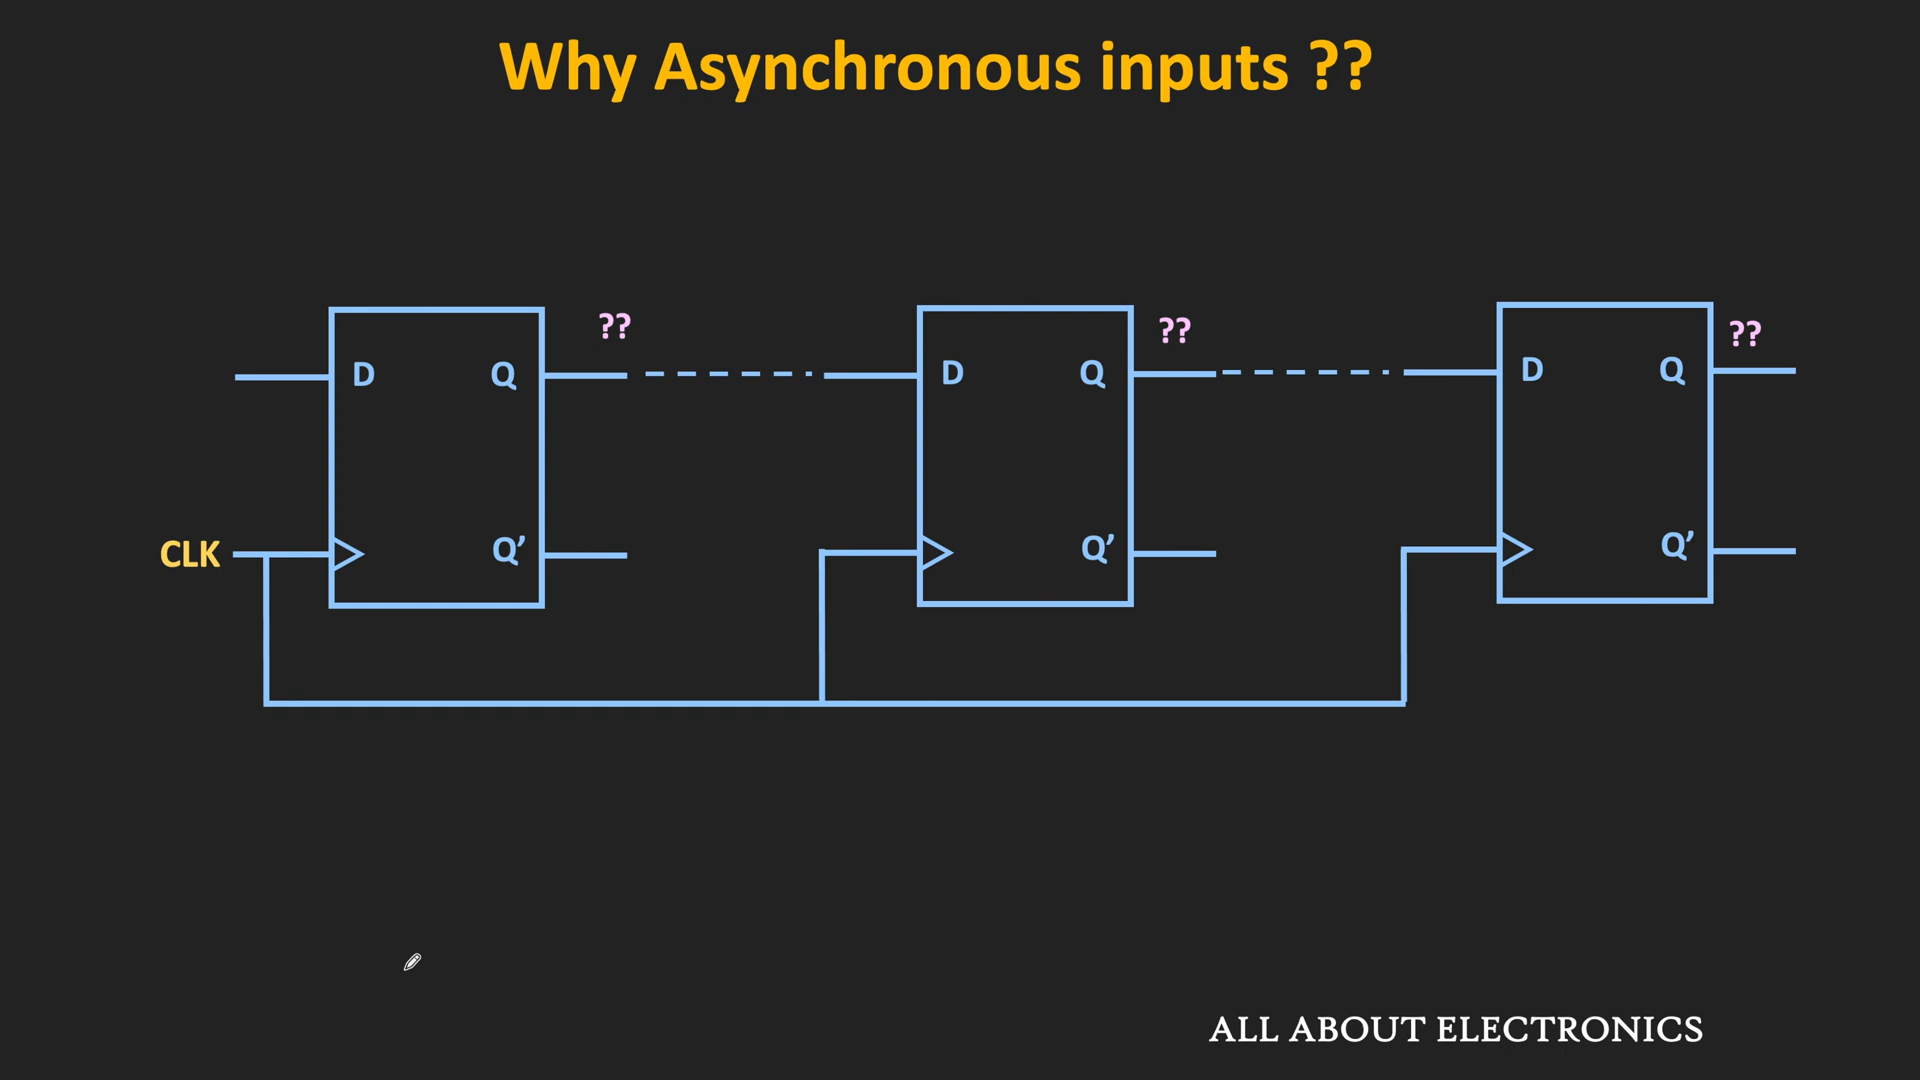 Why Asynchronous inputs ??
?? ?? ??
D Q D Q D Q
CLK Q’ Q’ Q’
ALL ABOUT ELECTRONICS